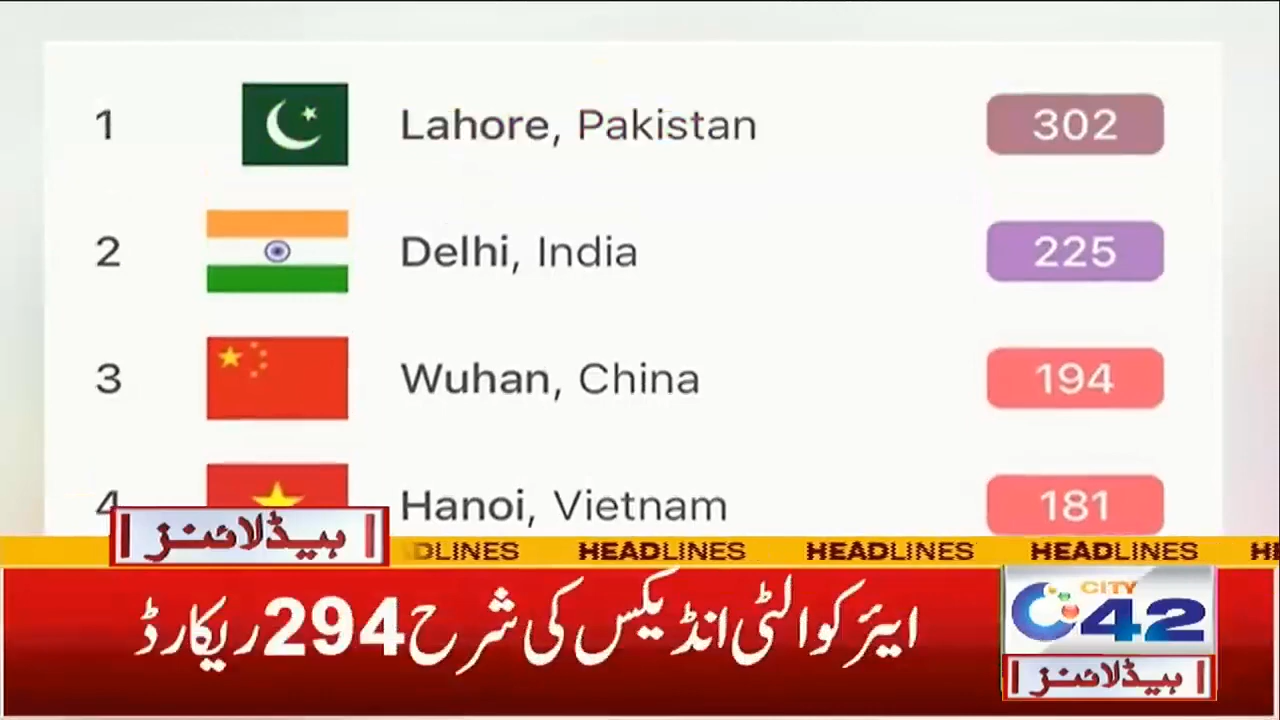 1 Lahore, Pakistan 302
2 Delhi, India 225
3 Wuhan, China 194
4 Hanoi, Vietnam 181
ہیڈلائنز
DLINES HEADLINES HEADLINES HEADLINES H
ایئر کوالٹی انڈیکس کی شرح 294 ریکارڈ
CITY
42
ہیڈلائنز